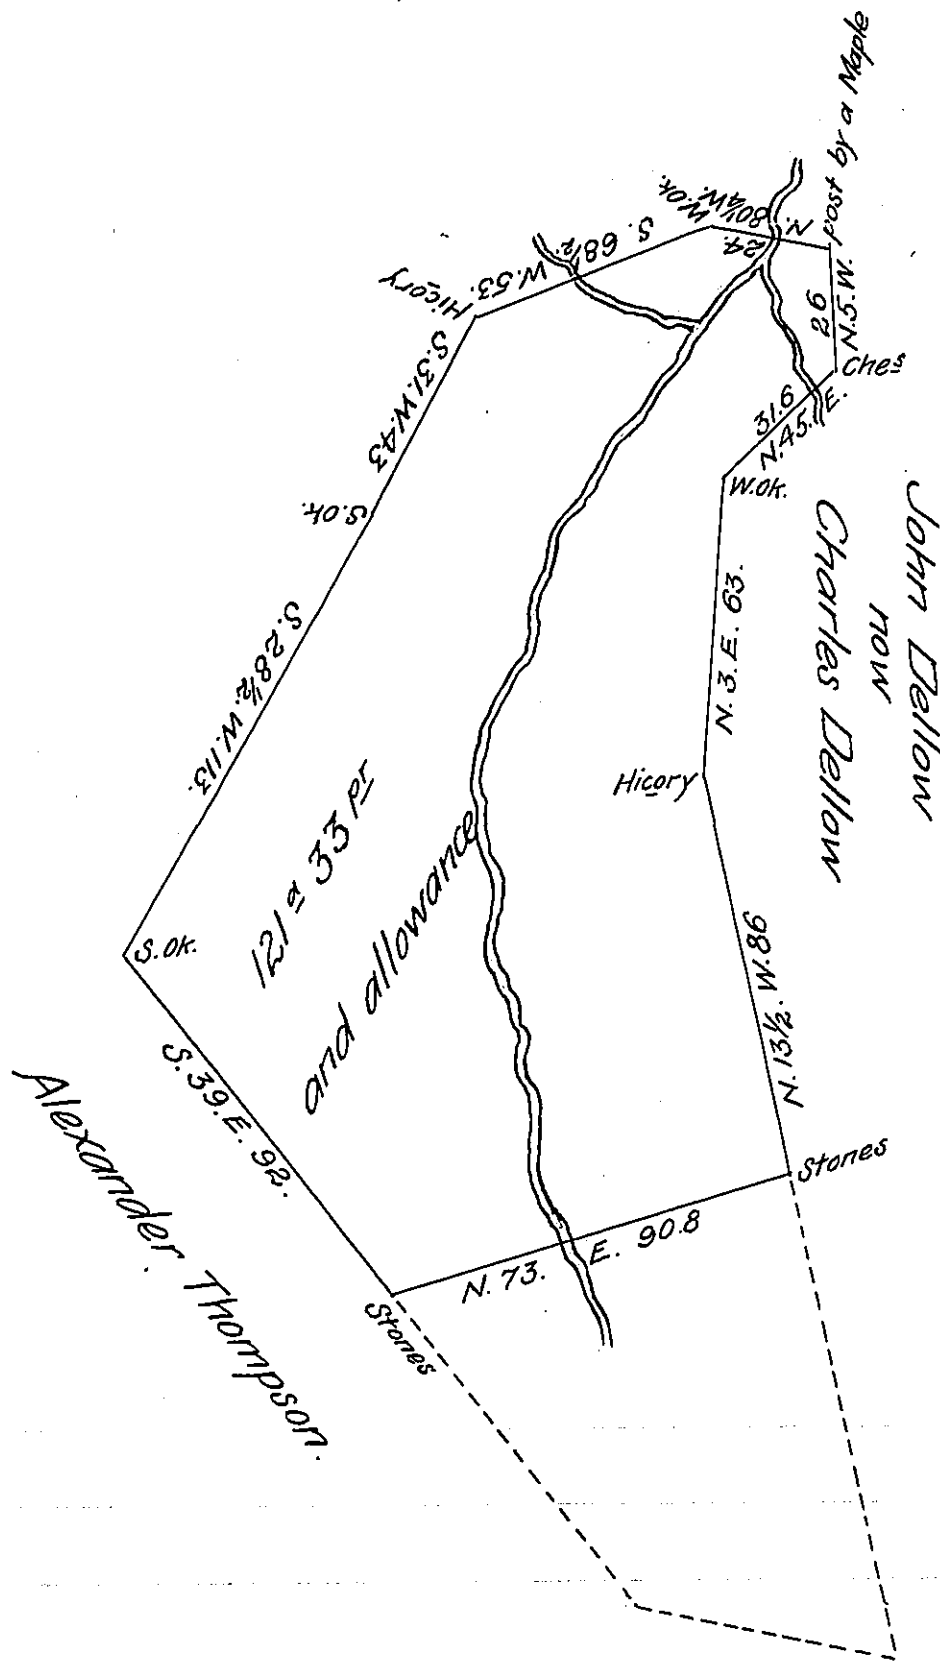 Post by a Maple
N. 5. W.
26
Ches
N. 45. E.
31.6
W.OK.
N. 3. E. 63.
Hicory
N. 13½. W. 86
Stones
N. 73. E. 90.8
Stones
S. 39. E. 92.
S. OK.
S. 28½. W. 113.
S. OK.
S. 31. W. 43
Hicory
S. 68½. W. 53.
W. OK.
N. 80¼ W.
24.
John Dellow
now
Charles Dellow
121 a 33 pr
and allowance
Alexander Thompson.